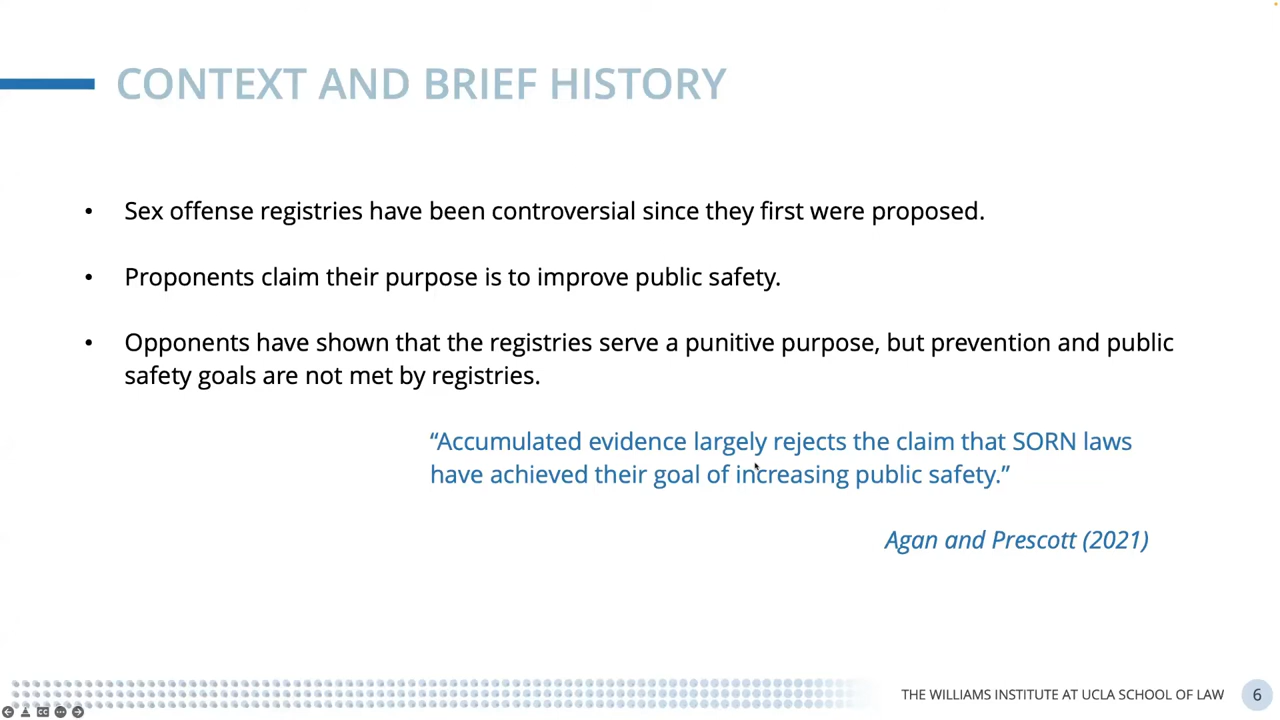 CONTEXT AND BRIEF HISTORY
• Sex offense registries have been controversial since they first were proposed.
• Proponents claim their purpose is to improve public safety.
• Opponents have shown that the registries serve a punitive purpose, but prevention and public
safety goals are not met by registries.
“Accumulated evidence largely rejects the claim that SORN laws
have achieved their goal of increasing public safety.”
Agan and Prescott (2021)
THE WILLIAMS INSTITUTE AT UCLA SCHOOL OF LAW 6
CC